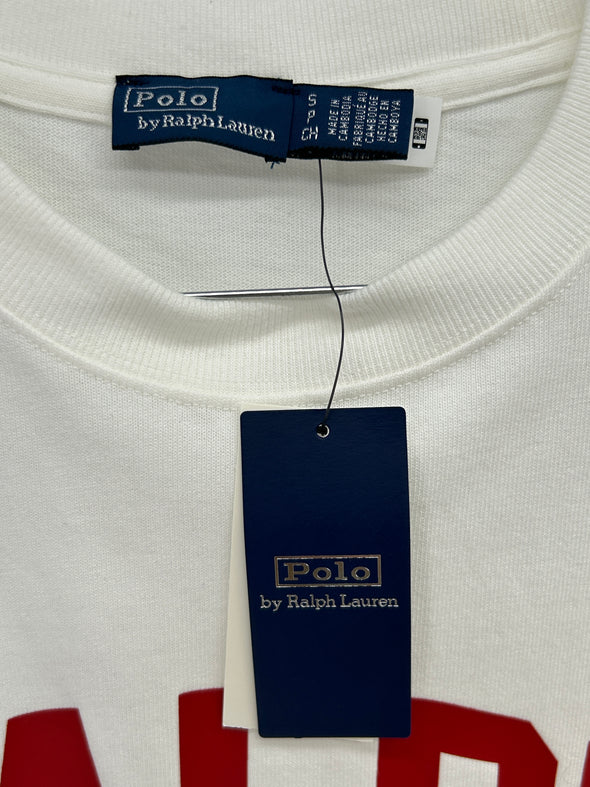 Polo
by Ralph Lauren
S
P
CH
MADE IN
CAMBODIA
FABRIQUÉ AU
CAMBODGE
HECHO EN
CAMBOYA
Polo
by Ralph Lauren